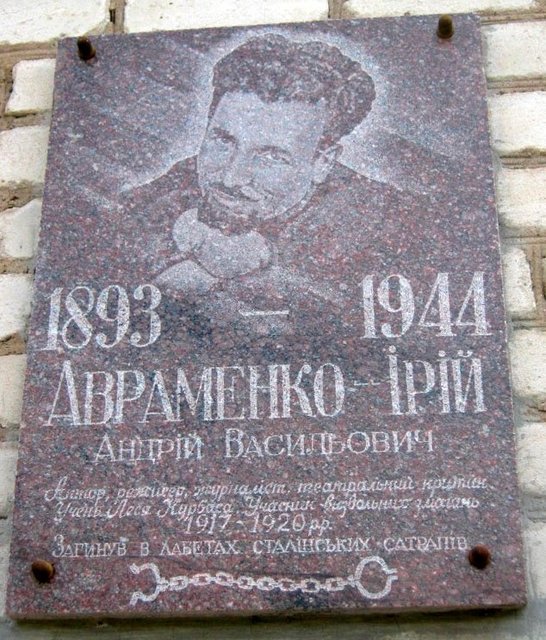 1893 — 1944
Авраменко-Ірій
Андрій Васильович
Актор, режисер, журналіст, театральний критик.
Учень Леся Курбаса. Учасник визвольних змагань
1917-1920 рр.
Загинув в лабетах сталінських сатрапів